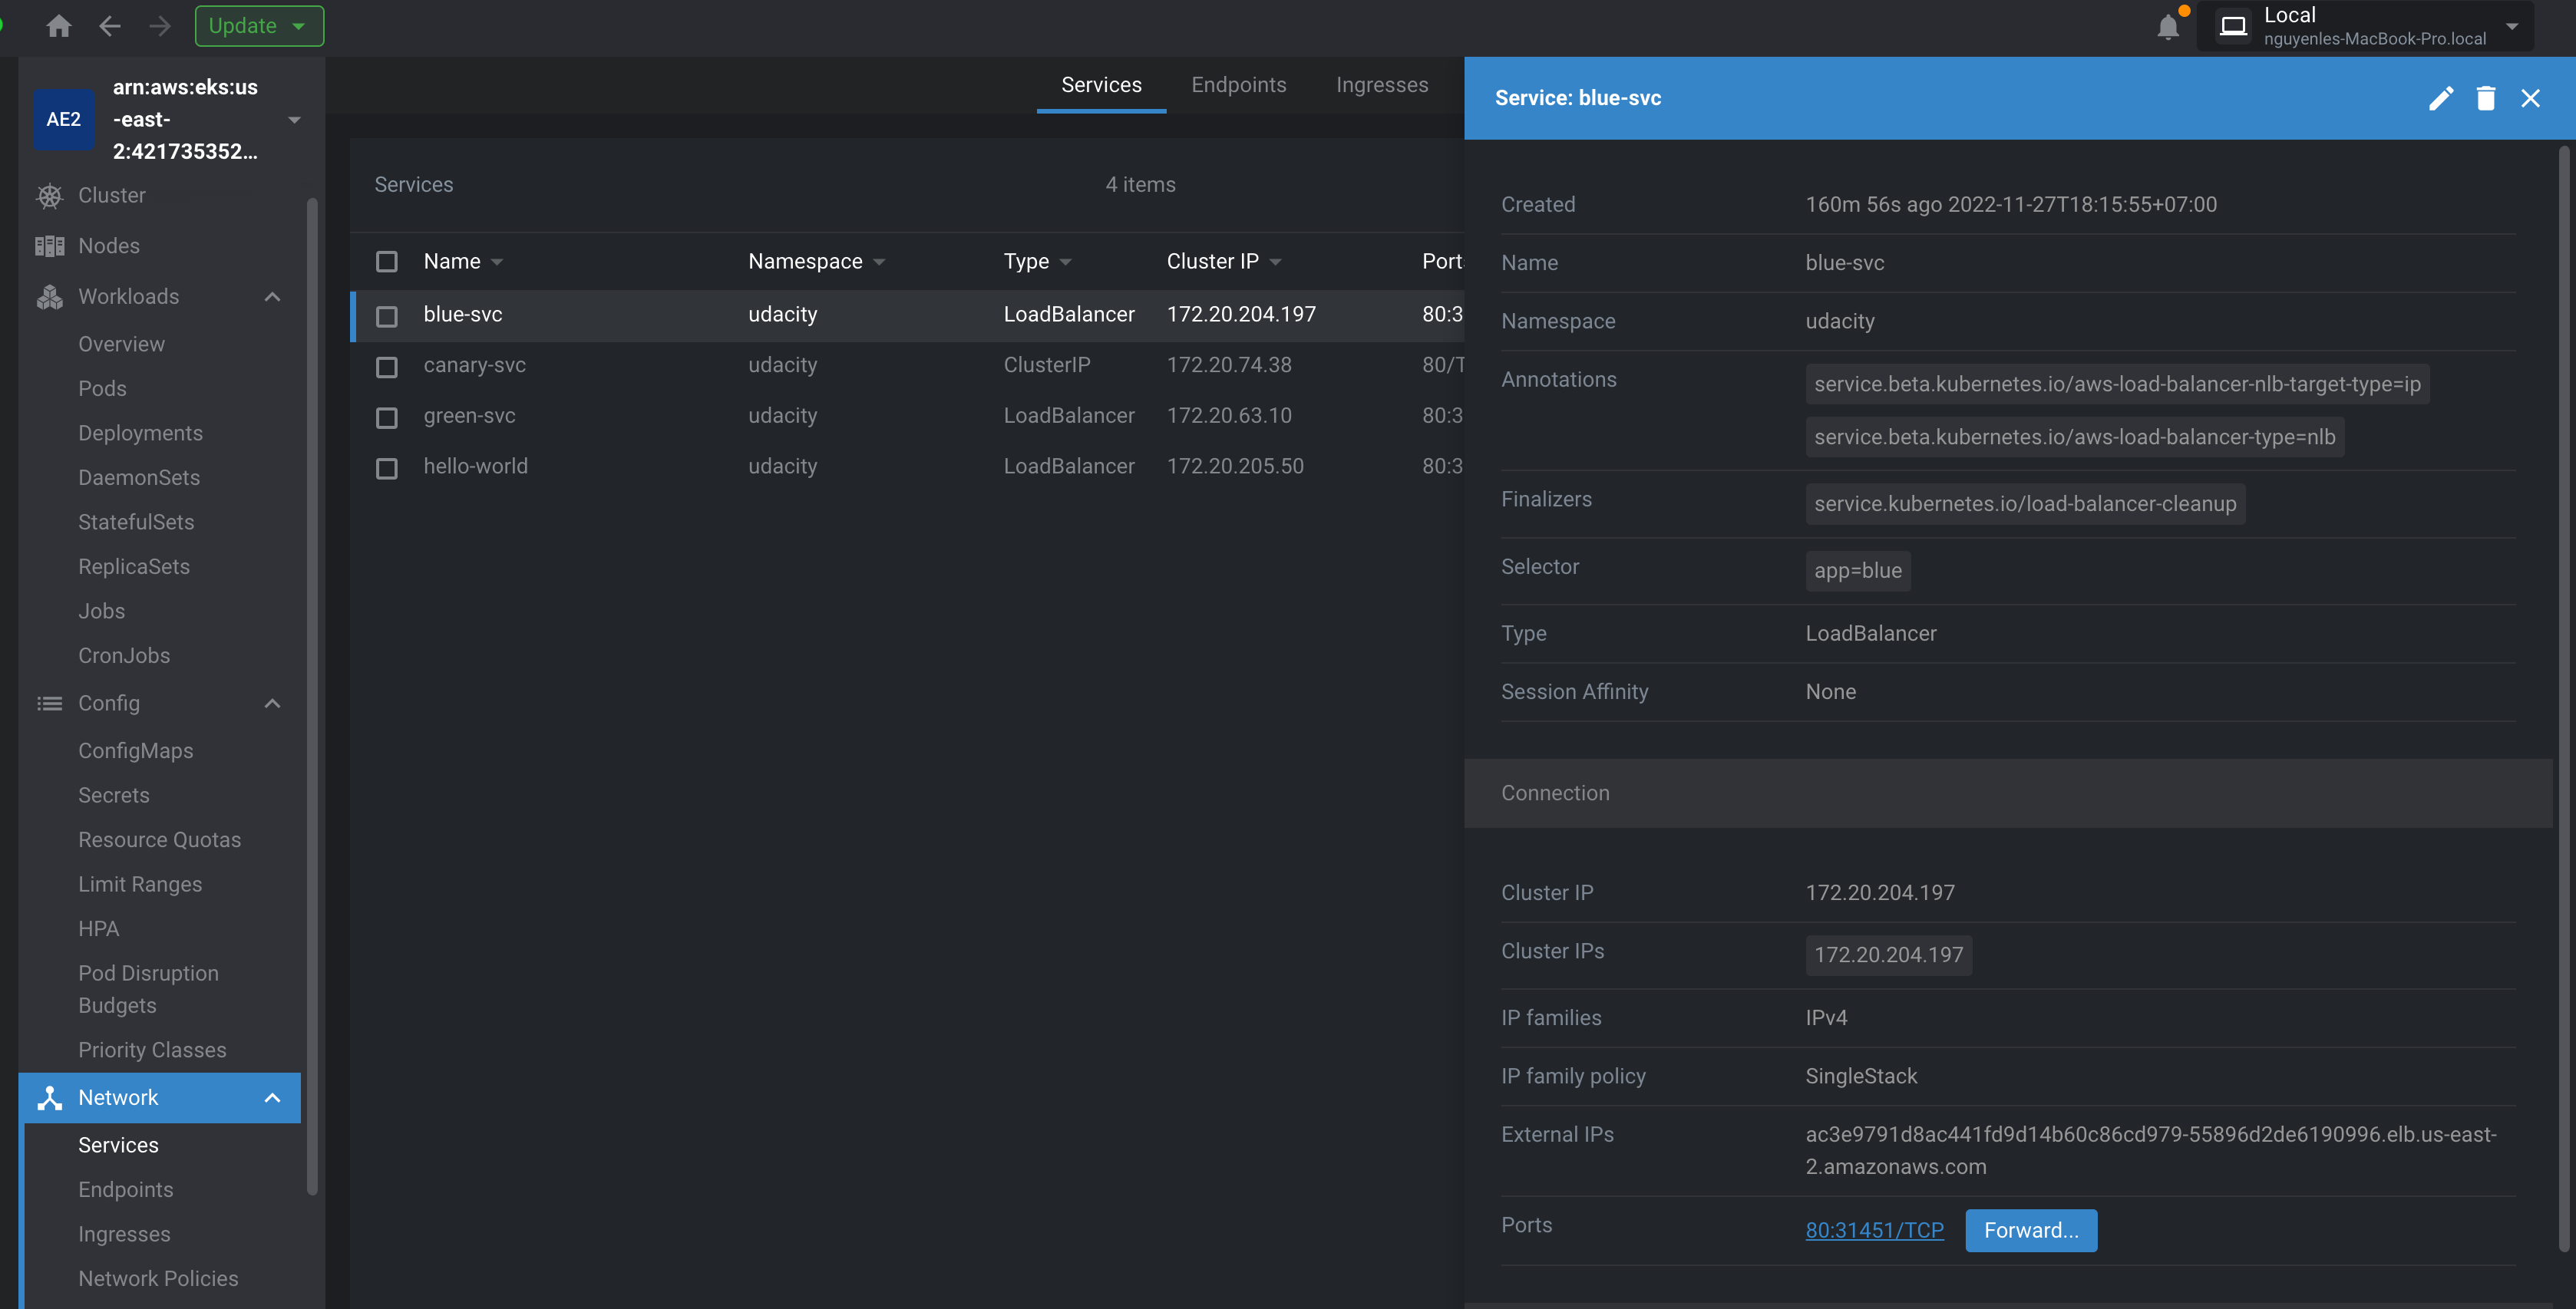 Update
Local
nguyenles-MacBook-Pro.local
AE2
arn:aws:eks:us
-east-
2:421735352...
Cluster
Nodes
Workloads
Overview
Pods
Deployments
DaemonSets
StatefulSets
ReplicaSets
Jobs
CronJobs
Config
ConfigMaps
Secrets
Resource Quotas
Limit Ranges
HPA
Pod Disruption
Budgets
Priority Classes
Network
Services
Endpoints
Ingresses
Network Policies
Services Endpoints Ingresses
Services 4 items
Name Namespace Type Cluster IP Port
blue-svc udacity LoadBalancer 172.20.204.197 80:3
canary-svc udacity ClusterIP 172.20.74.38 80/T
green-svc udacity LoadBalancer 172.20.63.10 80:3
hello-world udacity LoadBalancer 172.20.205.50 80:3
Service: blue-svc
Created 160m 56s ago 2022-11-27T18:15:55+07:00
Name blue-svc
Namespace udacity
Annotations service.beta.kubernetes.io/aws-load-balancer-nlb-target-type=ip
service.beta.kubernetes.io/aws-load-balancer-type=nlb
Finalizers service.kubernetes.io/load-balancer-cleanup
Selector app=blue
Type LoadBalancer
Session Affinity None
Connection
Cluster IP 172.20.204.197
Cluster IPs 172.20.204.197
IP families IPv4
IP family policy SingleStack
External IPs ac3e9791d8ac441fd9d14b60c86cd979-55896d2de6190996.elb.us-east-
2.amazonaws.com
Ports 80:31451/TCP Forward...